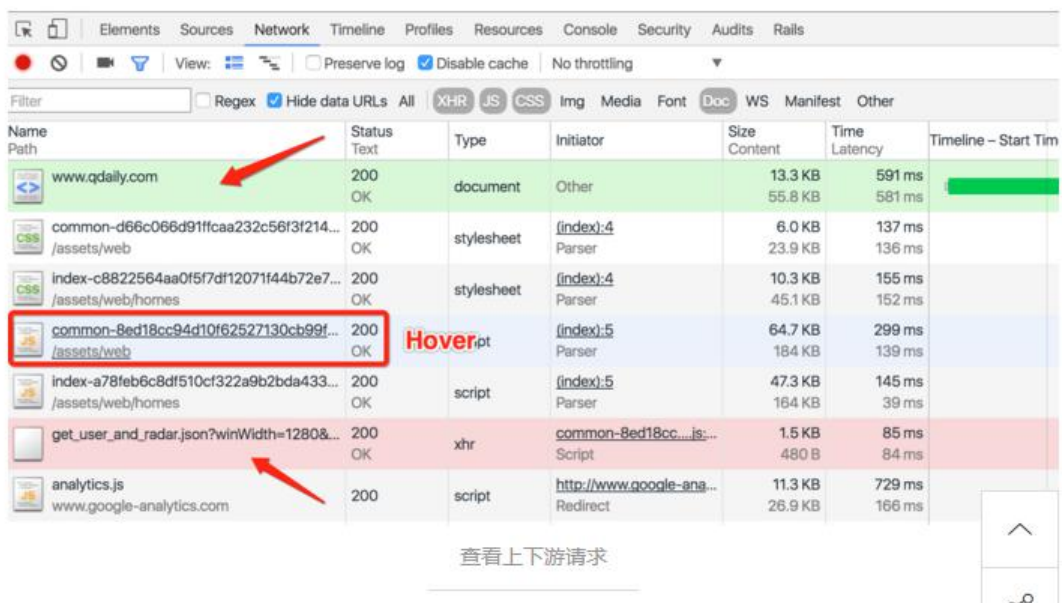 Elements Sources Network Timeline Profiles Resources Console Security Audits Rails
View: Preserve log Disable cache No throttling
Filter Regex Hide data URLs All XHR JS CSS Img Media Font Doc WS Manifest Other
Name Status Type Initiator Size Time Timeline – Start Tim
Path Text Content Latency
www.qdaily.com 200 document Other 13.3 KB 591 ms
OK 55.8 KB 581 ms
common-d66c066d91ffcaa232c56f3f214... 200 stylesheet (index):4 6.0 KB 137 ms
/assets/web OK Parser 23.9 KB 136 ms
index-c8822564aa0f5f7df12071f44b72e7... 200 stylesheet (index):4 10.3 KB 155 ms
/assets/web/homes OK Parser 45.1 KB 152 ms
common-8ed18cc94d10f62527130cb99f... 200 Hover pt (index):5 64.7 KB 299 ms
/assets/web OK Parser 184 KB 139 ms
index-a78feb6c8df510cf322a9b2bda433... 200 script (index):5 47.3 KB 145 ms
/assets/web/homes OK Parser 164 KB 39 ms
get_user_and_radar.json?winWidth=1280&... 200 xhr common-8ed18cc....js:... 1.5 KB 85 ms
OK Script 480 B 84 ms
analytics.js 200 script http://www.google-ana... 11.3 KB 729 ms
www.google-analytics.com Redirect 26.9 KB 166 ms
查看上下游请求